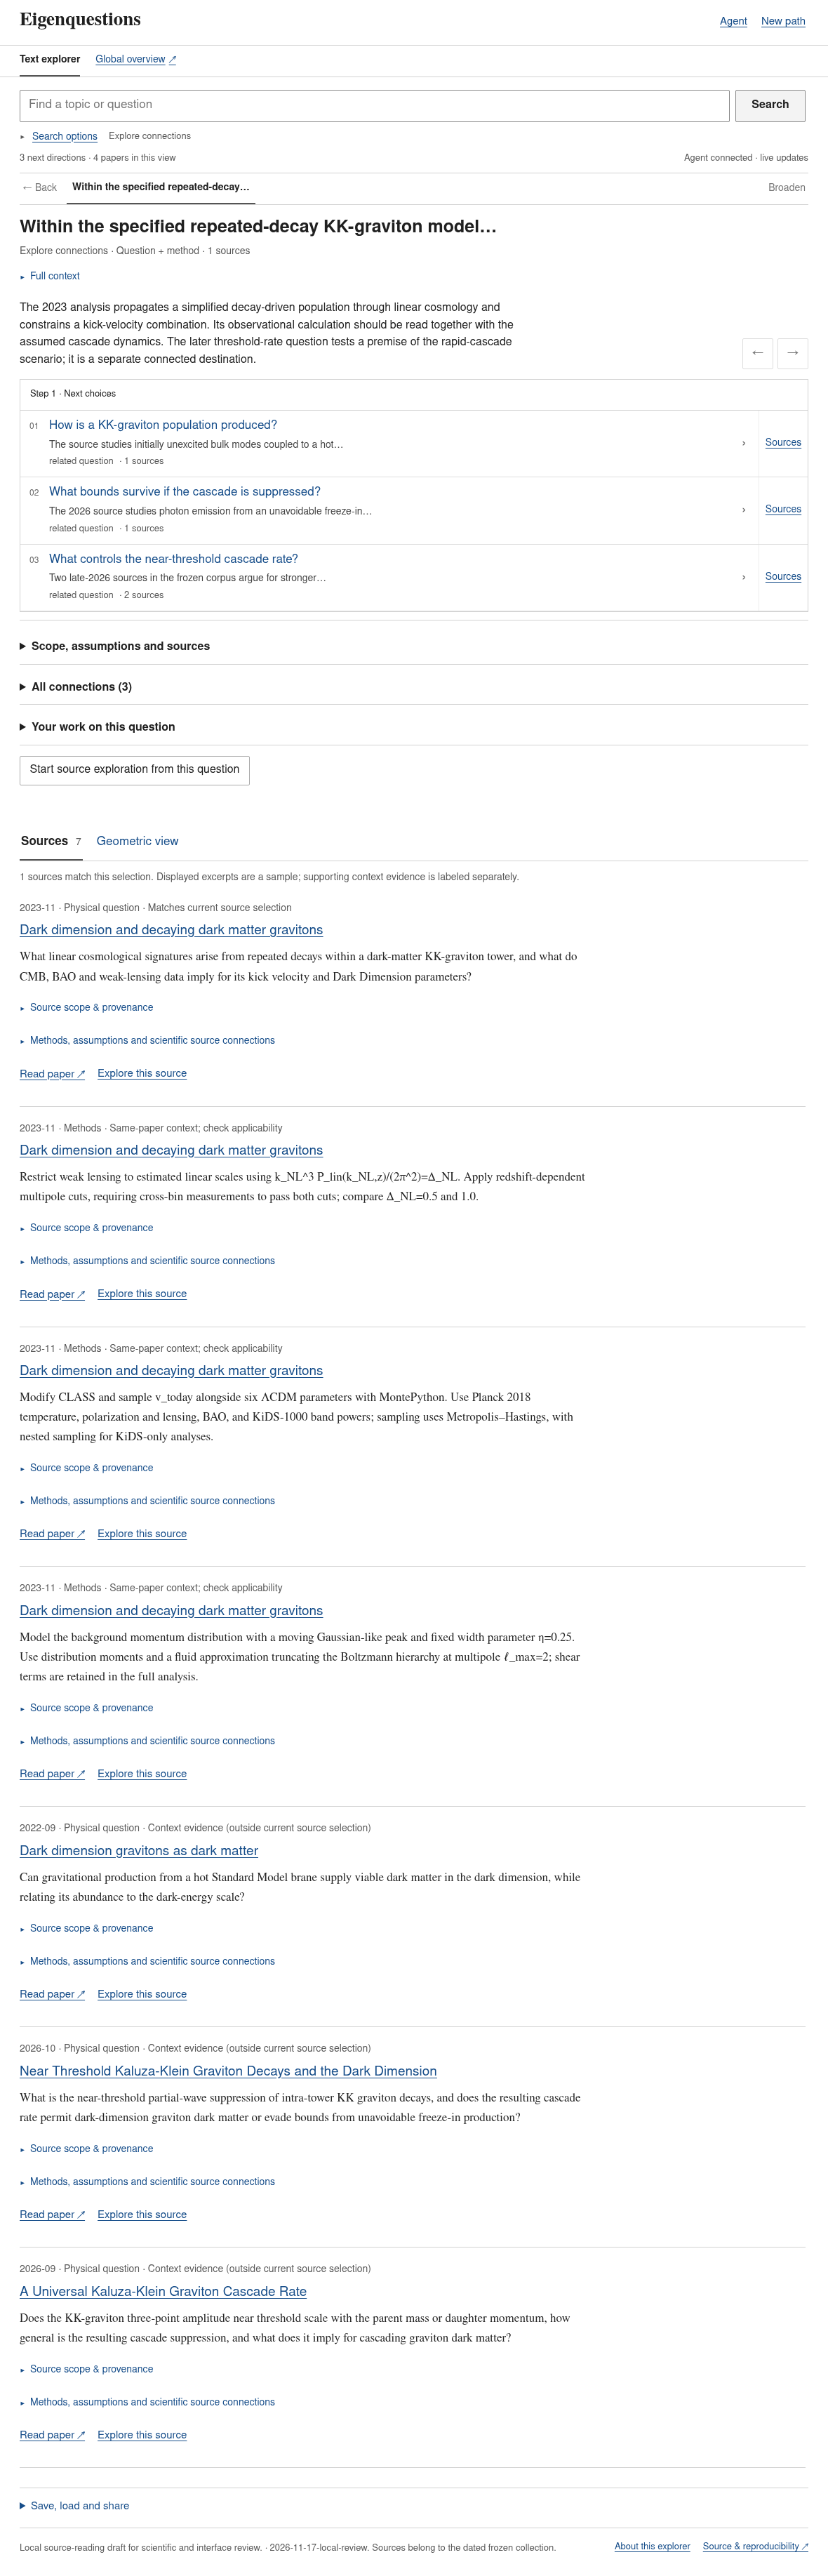 Eigenquestions
Agent New path
Text explorer Global overview ↗
Find a topic or question Search
▸ Search options Explore connections
3 next directions · 4 papers in this view Agent connected · live updates
← Back Within the specified repeated-decay… Broaden
Within the specified repeated-decay KK-graviton model…
Explore connections · Question + method · 1 sources
▸ Full context
The 2023 analysis propagates a simplified decay-driven population through linear cosmology and
constrains a kick-velocity combination. Its observational calculation should be read together with the
assumed cascade dynamics. The later threshold-rate question tests a premise of the rapid-cascade
scenario; it is a separate connected destination.
← →
Step 1 · Next choices
01 How is a KK-graviton population produced?
The source studies initially unexcited bulk modes coupled to a hot…
related question · 1 sources
› Sources
02 What bounds survive if the cascade is suppressed?
The 2026 source studies photon emission from an unavoidable freeze-in…
related question · 1 sources
› Sources
03 What controls the near-threshold cascade rate?
Two late-2026 sources in the frozen corpus argue for stronger…
related question · 2 sources
› Sources
▶ Scope, assumptions and sources
▶ All connections (3)
▶ Your work on this question
Start source exploration from this question
Sources 7 Geometric view
1 sources match this selection. Displayed excerpts are a sample; supporting context evidence is labeled separately.
2023-11 · Physical question · Matches current source selection
Dark dimension and decaying dark matter gravitons
What linear cosmological signatures arise from repeated decays within a dark-matter KK-graviton tower, and what do
CMB, BAO and weak-lensing data imply for its kick velocity and Dark Dimension parameters?
▸ Source scope & provenance
▸ Methods, assumptions and scientific source connections
Read paper ↗ Explore this source
2023-11 · Methods · Same-paper context; check applicability
Dark dimension and decaying dark matter gravitons
Restrict weak lensing to estimated linear scales using k_NL^3 P_lin(k_NL,z)/(2π^2)=Δ_NL. Apply redshift-dependent
multipole cuts, requiring cross-bin measurements to pass both cuts; compare Δ_NL=0.5 and 1.0.
▸ Source scope & provenance
▸ Methods, assumptions and scientific source connections
Read paper ↗ Explore this source
2023-11 · Methods · Same-paper context; check applicability
Dark dimension and decaying dark matter gravitons
Modify CLASS and sample v_today alongside six ΛCDM parameters with MontePython. Use Planck 2018
temperature, polarization and lensing, BAO, and KiDS-1000 band powers; sampling uses Metropolis–Hastings, with
nested sampling for KiDS-only analyses.
▸ Source scope & provenance
▸ Methods, assumptions and scientific source connections
Read paper ↗ Explore this source
2023-11 · Methods · Same-paper context; check applicability
Dark dimension and decaying dark matter gravitons
Model the background momentum distribution with a moving Gaussian-like peak and fixed width parameter η=0.25.
Use distribution moments and a fluid approximation truncating the Boltzmann hierarchy at multipole ℓ_max=2; shear
terms are retained in the full analysis.
▸ Source scope & provenance
▸ Methods, assumptions and scientific source connections
Read paper ↗ Explore this source
2022-09 · Physical question · Context evidence (outside current source selection)
Dark dimension gravitons as dark matter
Can gravitational production from a hot Standard Model brane supply viable dark matter in the dark dimension, while
relating its abundance to the dark-energy scale?
▸ Source scope & provenance
▸ Methods, assumptions and scientific source connections
Read paper ↗ Explore this source
2026-10 · Physical question · Context evidence (outside current source selection)
Near Threshold Kaluza-Klein Graviton Decays and the Dark Dimension
What is the near-threshold partial-wave suppression of intra-tower KK graviton decays, and does the resulting cascade
rate permit dark-dimension graviton dark matter or evade bounds from unavoidable freeze-in production?
▸ Source scope & provenance
▸ Methods, assumptions and scientific source connections
Read paper ↗ Explore this source
2026-09 · Physical question · Context evidence (outside current source selection)
A Universal Kaluza-Klein Graviton Cascade Rate
Does the KK-graviton three-point amplitude near threshold scale with the parent mass or daughter momentum, how
general is the resulting cascade suppression, and what does it imply for cascading graviton dark matter?
▸ Source scope & provenance
▸ Methods, assumptions and scientific source connections
Read paper ↗ Explore this source
▶ Save, load and share
Local source-reading draft for scientific and interface review. · 2026-11-17-local-review. Sources belong to the dated frozen collection. About this explorer Source & reproducibility ↗